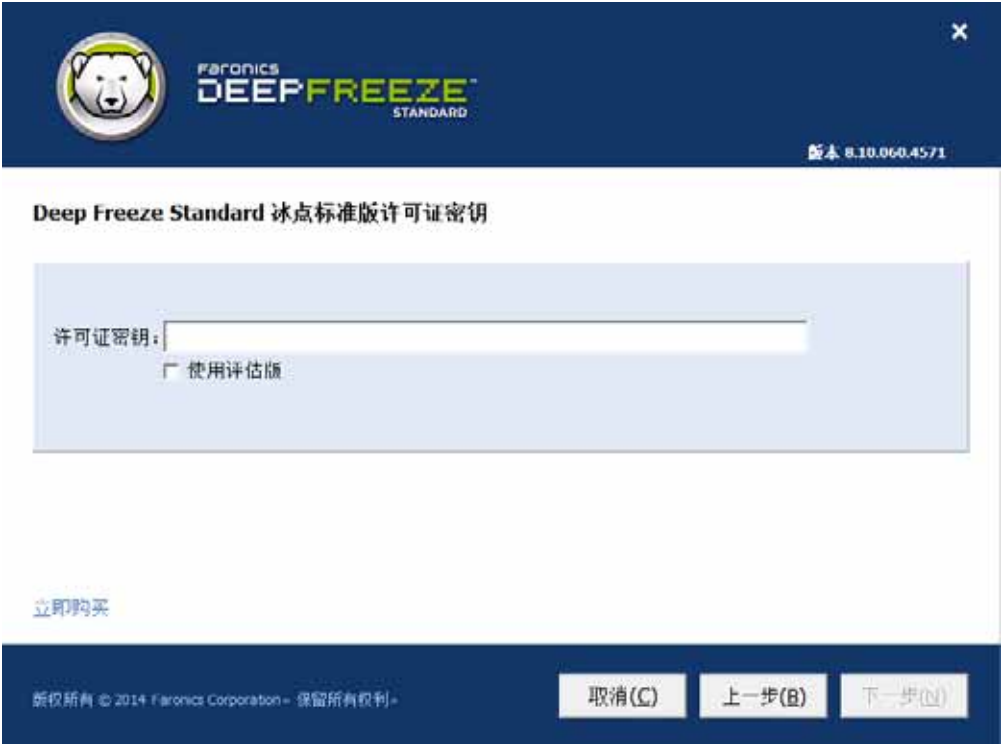 ×
Faronics
DEEPFREEZE™
STANDARD
版本 8.10.060.4571
Deep Freeze Standard 冰点标准版许可证密钥
许可证密钥：
使用评估版
立即购买
版权所有 © 2014 Faronics Corporation。保留所有权利。
取消(C)
上一步(B)
下一步(N)